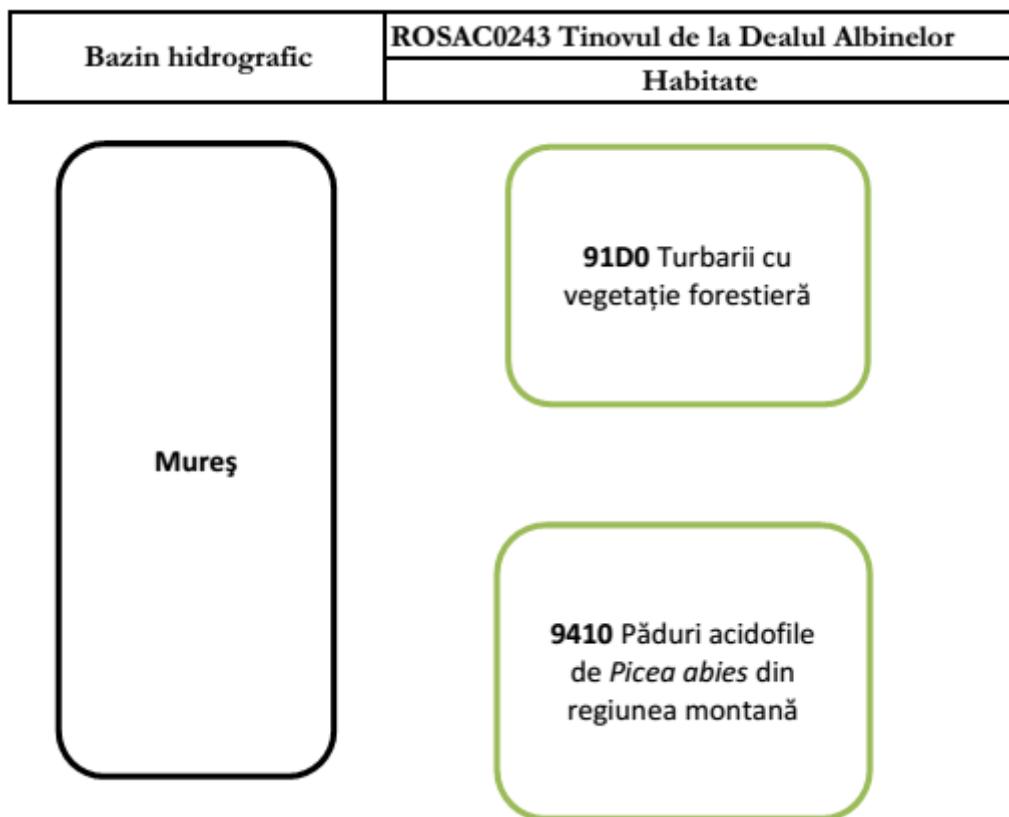 Bazin hidrografic
ROSAC0243 Tinovul de la Dealul Albinelor
Habitate
Mureş
91D0 Turbarii cu
vegetație forestieră
9410 Păduri acidofile
de Picea abies din
regiunea montană